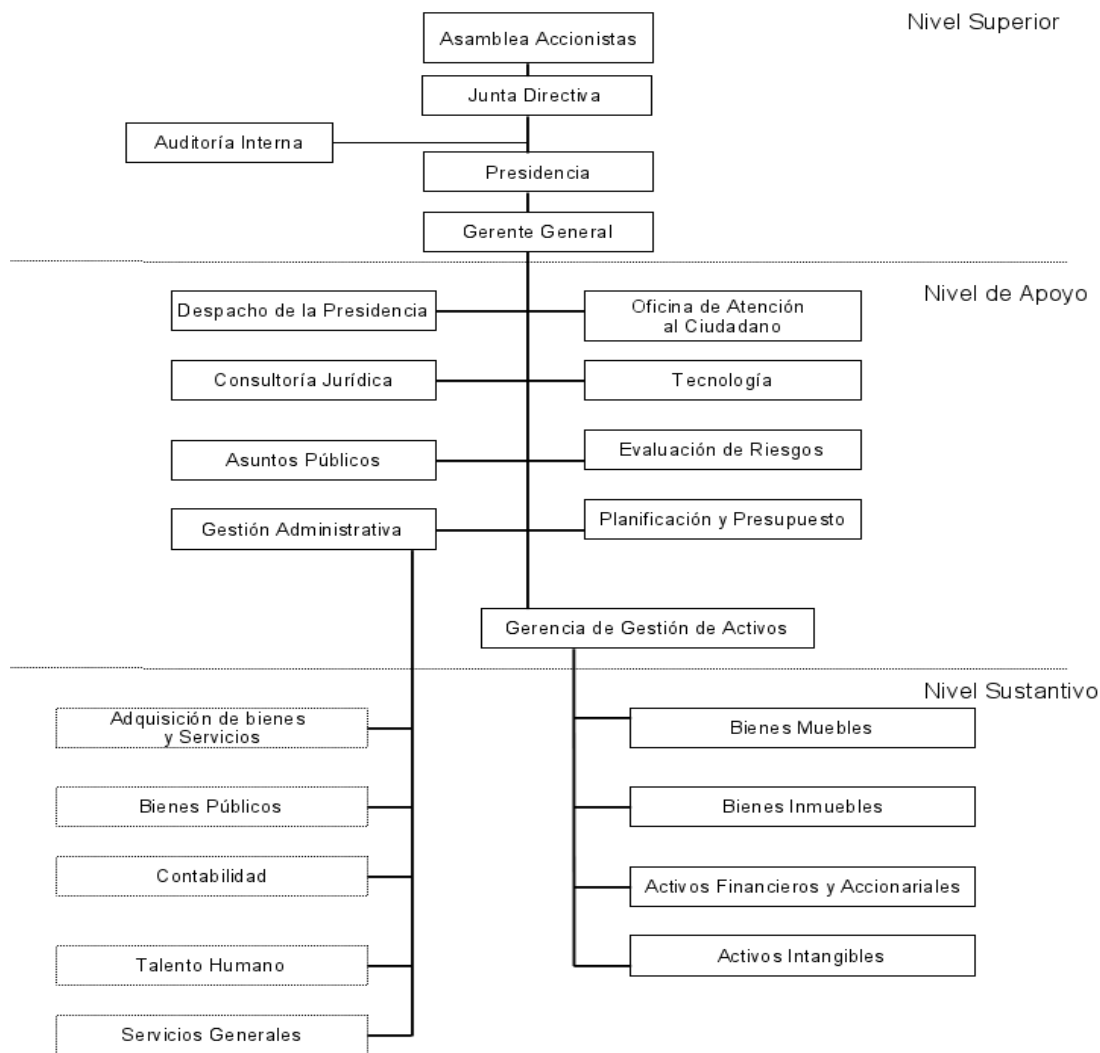 Nivel Superior
Asamblea Accionistas
Junta Directiva
Auditoría Interna
Presidencia
Gerente General
Nivel de Apoyo
Despacho de la Presidencia
Oficina de Atención
al Ciudadano
Consultoría Jurídica
Tecnología
Asuntos Públicos
Evaluación de Riesgos
Gestión Administrativa
Planificación y Presupuesto
Gerencia de Gestión de Activos
Nivel Sustantivo
Adquisición de bienes
y Servicios
Bienes Muebles
Bienes Públicos
Bienes Inmuebles
Contabilidad
Activos Financieros y Accionariales
Talento Humano
Activos Intangibles
Servicios Generales